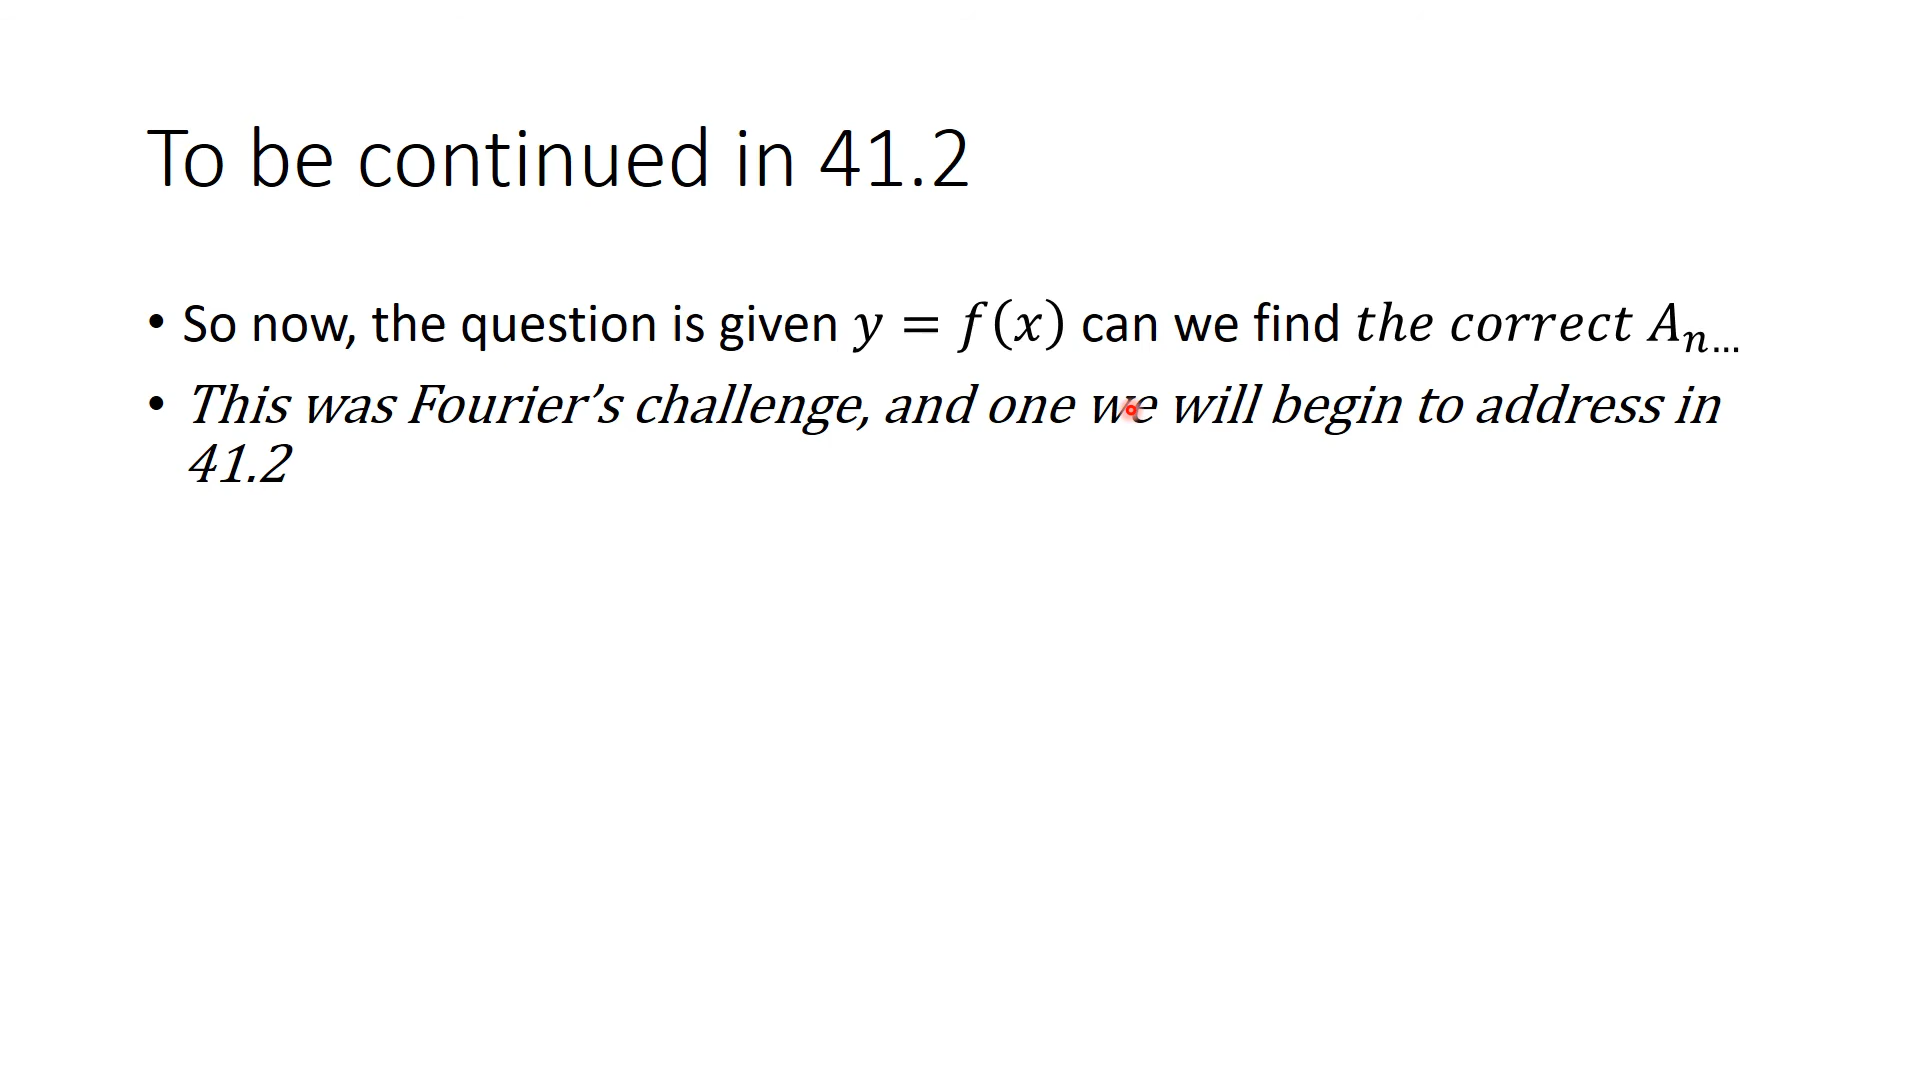 To be continued in 41.2
• So now, the question is given y = f(x) can we find the correct Aₙ…
• This was Fourier’s challenge, and one we will begin to address in
41.2